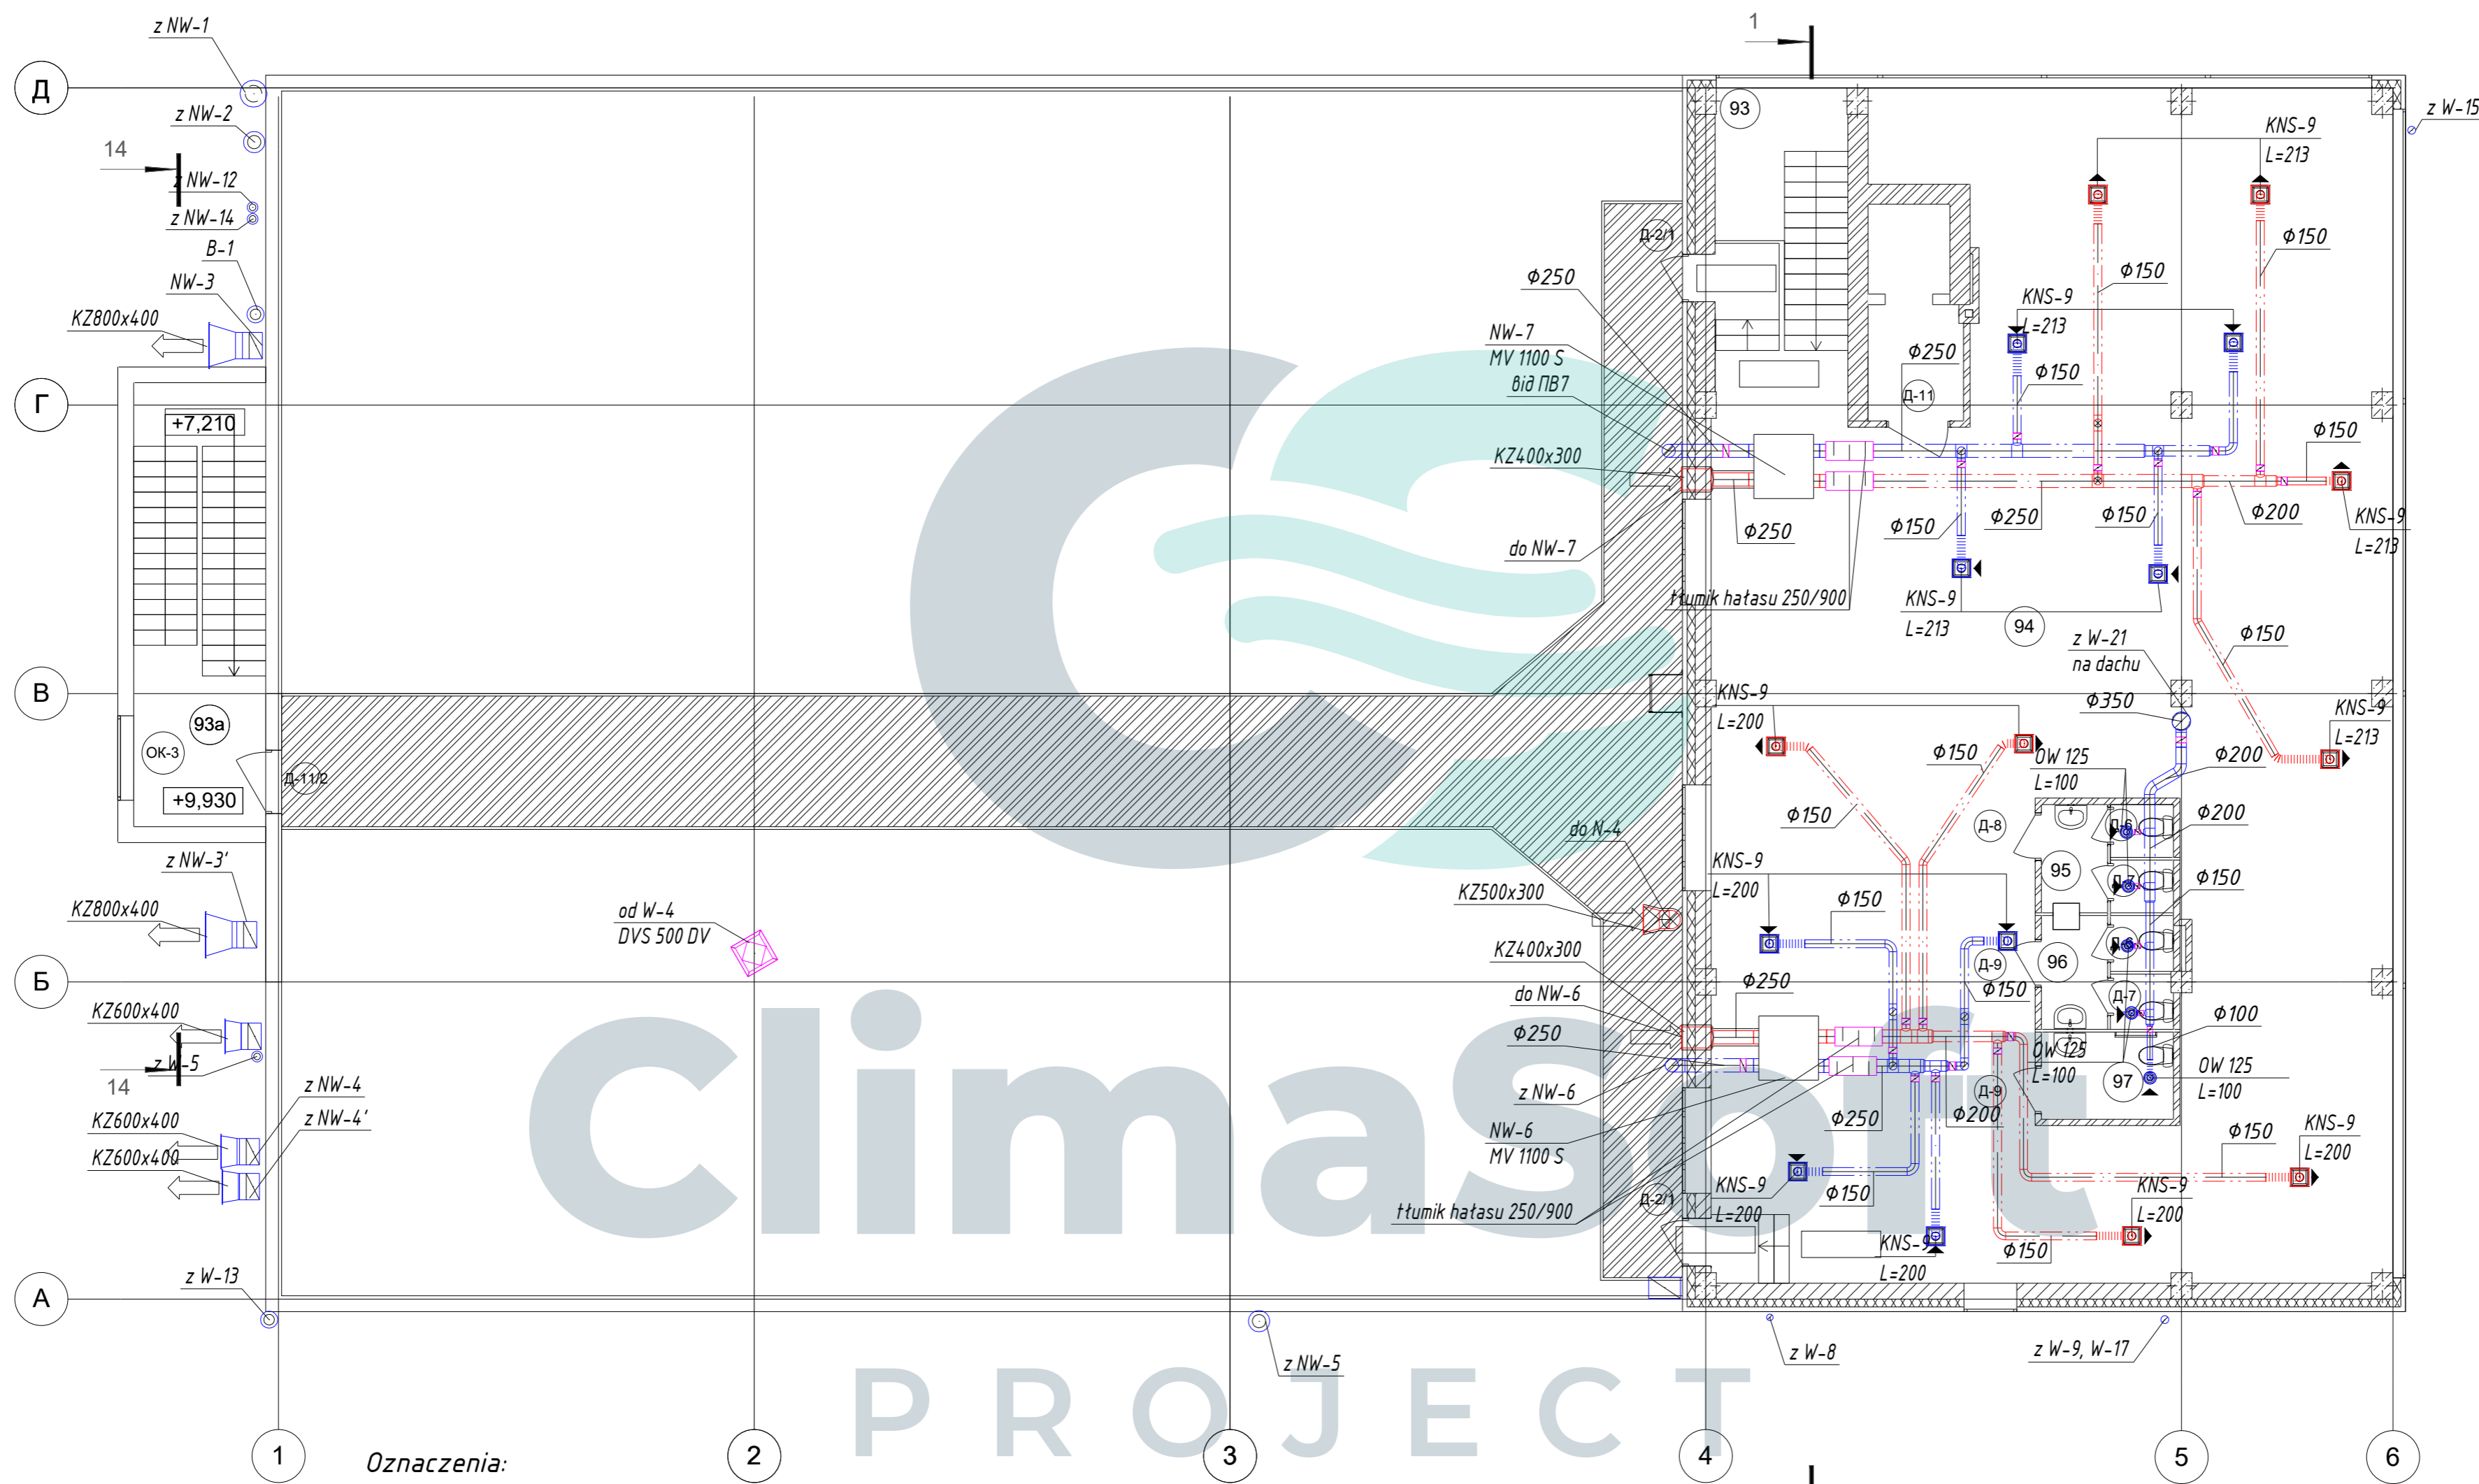 z NW-1
1
Д
z NW-2
93
z W-15
14
KNS-9
L=213
z NW-12
z NW-14
Д-2/1
Φ150
B-1
NW-3
Φ250
Φ150
KZ800x400
KNS-9
L=213
NW-7
MV 1100 S
від ПВ7
Φ250
Φ150
Г
Д-11
+7,210
Φ150
KZ400x300
Φ250
Φ150
Φ250
Φ150
Φ200
KNS-9
L=213
do NW-7
tłumik hałasu 250/900
KNS-9
L=213
94
z W-21
na dachu
Φ150
В
93а
KNS-9
L=200
Φ350
KNS-9
L=213
ОК-3
Д-11/2
Φ150
OW 125
L=100
Φ200
+9,930
Φ150
do N-4
Д-8
Д-6
Φ200
z NW-3'
KNS-9
L=200
95
Д-7
Φ150
KZ800x400
od W-4
DVS 500 DV
KZ500x300
Φ150
KZ400x300
Д-9
96
Д-6
Б
do NW-6
Φ250
Φ150
Д-7
KZ600x400
Φ250
Φ100
z W-5
14
z NW-4
z NW-6
OW 125
L=100
97
OW 125
L=100
Д-9
KZ600x400
z NW-4'
NW-6
MV 1100 S
Φ250
Φ200
KZ600x400
Φ150
KNS-9
L=200
KNS-9
L=200
Д-2/1
Φ150
KNS-9
L=200
tłumik hałasu 250/900
KNS-9
L=200
Φ150
z W-13
А
z NW-5
z W-8
z W-9, W-17
ClimaSoft
PROJECT
1
2
3
4
5
6
Oznaczenia: